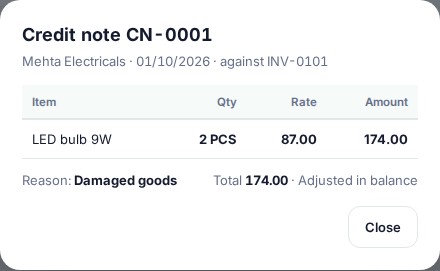 Credit note CN-0001
Mehta Electricals · 01/10/2026 · against INV-0101
Item Qty Rate Amount
LED bulb 9W 2 PCS 87.00 174.00
Reason: Damaged goods Total 174.00 · Adjusted in balance
Close